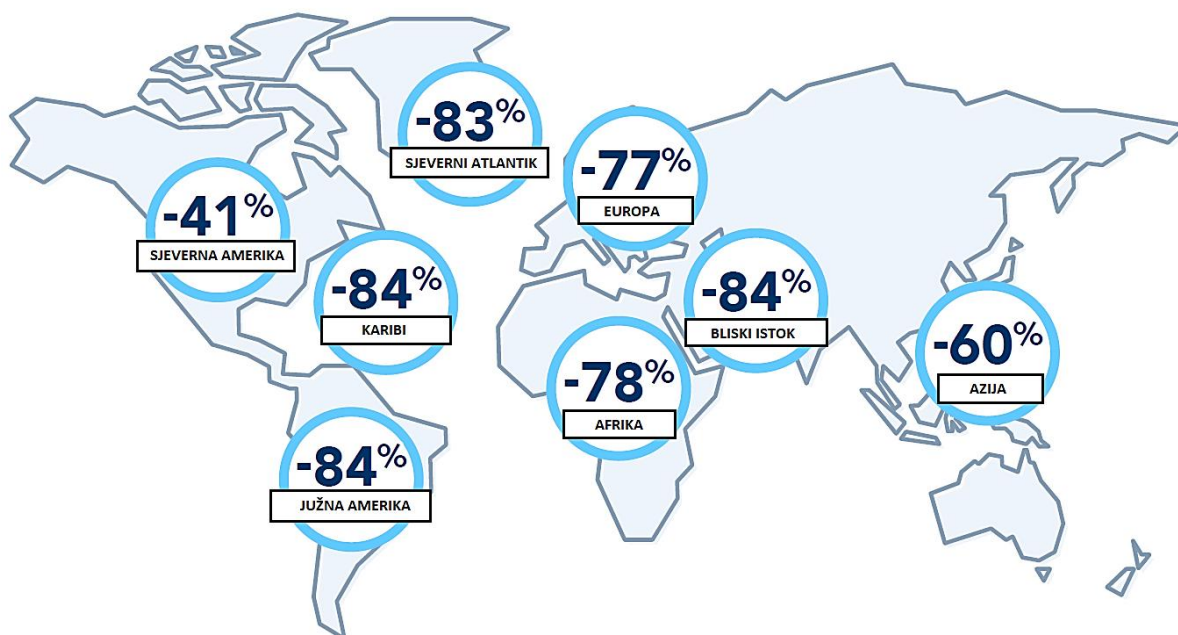 -83%
SJEVERNI ATLANTIK
-77%
EUROPA
-41%
SJEVERNA AMERIKA
-84%
KARIBI
-84%
BLISKI ISTOK
-60%
AZIJA
-78%
AFRIKA
-84%
JUŽNA AMERIKA